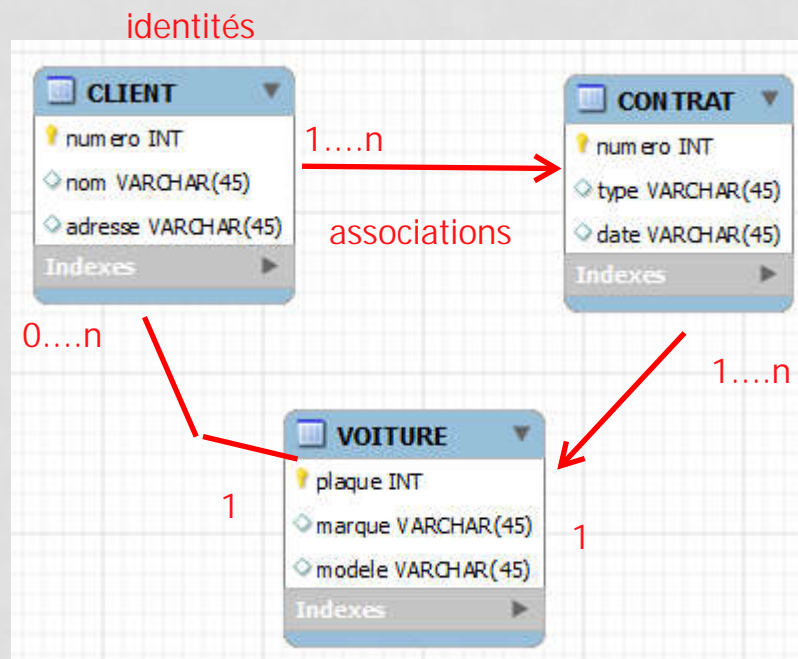 identités
CLIENT
numero INT
nom VARCHAR(45)
adresse VARCHAR(45)
Indexes
1....n
associations
CONTRAT
numero INT
type VARCHAR(45)
date VARCHAR(45)
Indexes
0....n
1....n
VOITURE
plaque INT
marque VARCHAR(45)
modele VARCHAR(45)
Indexes
1
1